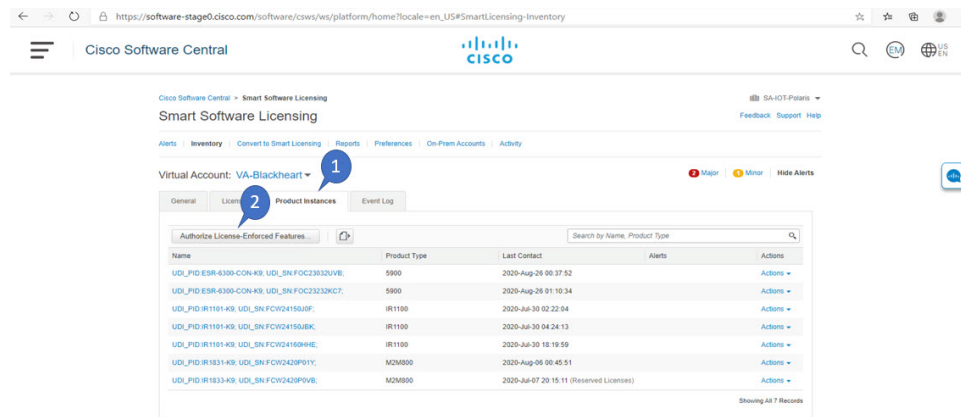 https://software-stage0.cisco.com/software/csws/ws/platform/home?locale=en_US#SmartLicensing-Inventory
Cisco Software Central
CISCO
EM
US
EN
Cisco Software Central > Smart Software Licensing
SA-IOT-Polaris
Smart Software Licensing
Feedback Support Help
Alerts | Inventory | Convert to Smart Licensing | Reports | Preferences | On-Prem Accounts | Activity
1
Virtual Account: VA-Blackheart
2 Major | 1 Minor | Hide Alerts
2
General Product Instances Event Log
Authorize License-Enforced Features...
Search by Name, Product Type
Name Product Type Last Contact Alerts Actions
UDI_PID:ESR-6300-CON-K9; UDI_SN:FOC23032UVB; 5900 2020-Aug-26 00:37:52 Actions
UDI_PID:ESR-6300-CON-K9; UDI_SN:FOC23232KC7; 5900 2020-Aug-26 01:10:34 Actions
UDI_PID:IR1101-K9; UDI_SN:FCW24150J0F; IR1100 2020-Jul-30 02:22:04 Actions
UDI_PID:IR1101-K9; UDI_SN:FCW24150JBK; IR1100 2020-Jul-30 04:24:13 Actions
UDI_PID:IR1101-K9; UDI_SN:FCW24160HHE; IR1100 2020-Jul-30 18:19:59 Actions
UDI_PID:IR1831-K9; UDI_SN:FCW2420P01Y; M2M800 2020-Aug-06 00:45:51 Actions
UDI_PID:IR1833-K9; UDI_SN:FCW2420P0VB; M2M800 2020-Jul-07 20:15:11 (Reserved Licenses) Actions
Showing All 7 Records